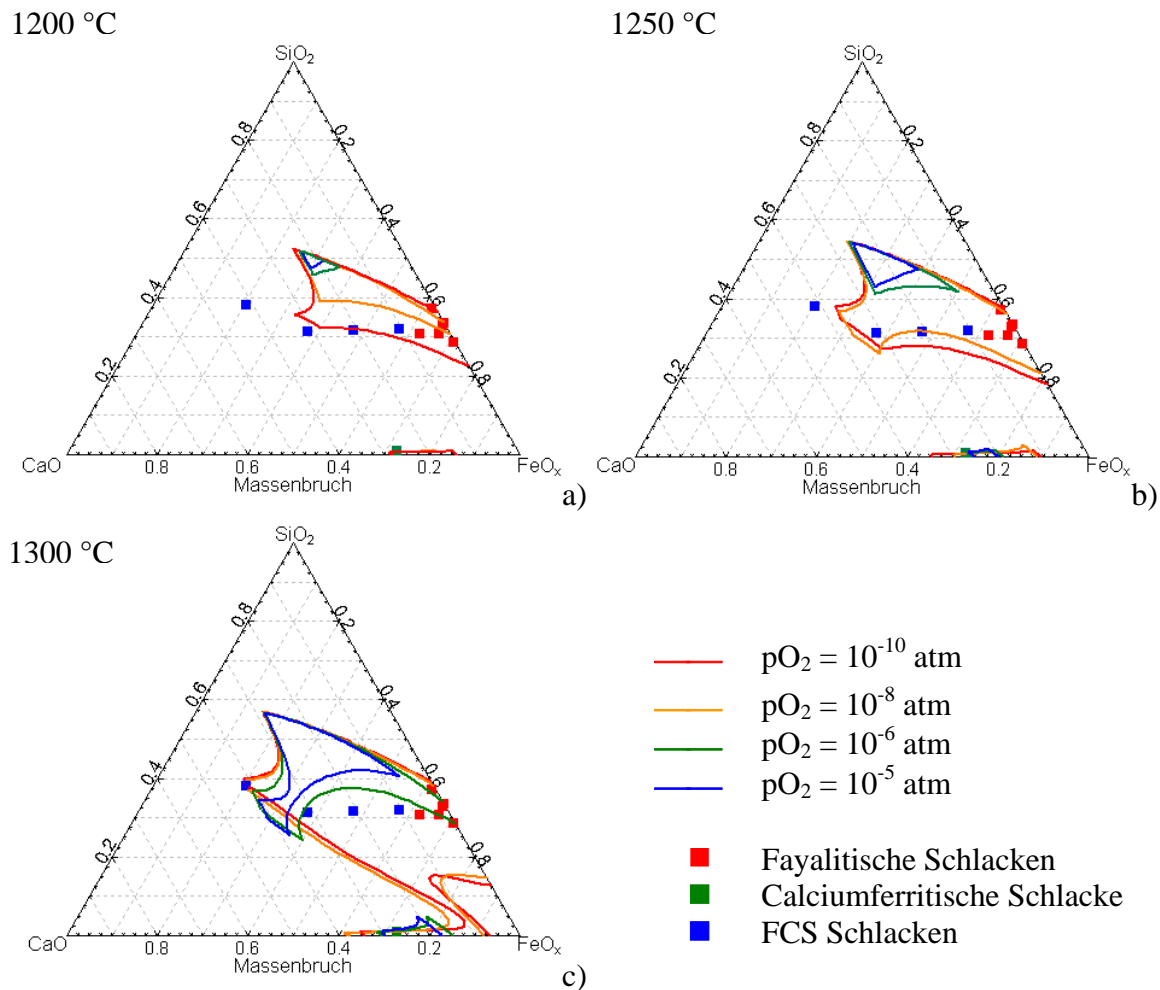 1200 °C
SiO₂
0.8
0.2
0.6
0.4
0.4
0.6
0.2
0.8
CaO
0.8
0.6
0.4
0.2
FeOₓ
Massenbruch
a)
1250 °C
SiO₂
0.8
0.2
0.6
0.4
0.4
0.6
0.2
0.8
CaO
0.8
0.6
0.4
0.2
FeOₓ
Massenbruch
b)
1300 °C
SiO₂
0.8
0.2
0.6
0.4
0.4
0.6
0.2
0.8
CaO
0.8
0.6
0.4
0.2
FeOₓ
Massenbruch
c)
pO₂ = 10⁻¹⁰ atm
pO₂ = 10⁻⁸ atm
pO₂ = 10⁻⁶ atm
pO₂ = 10⁻⁵ atm
Fayalitische Schlacken
Calciumferritische Schlacke
FCS Schlacken